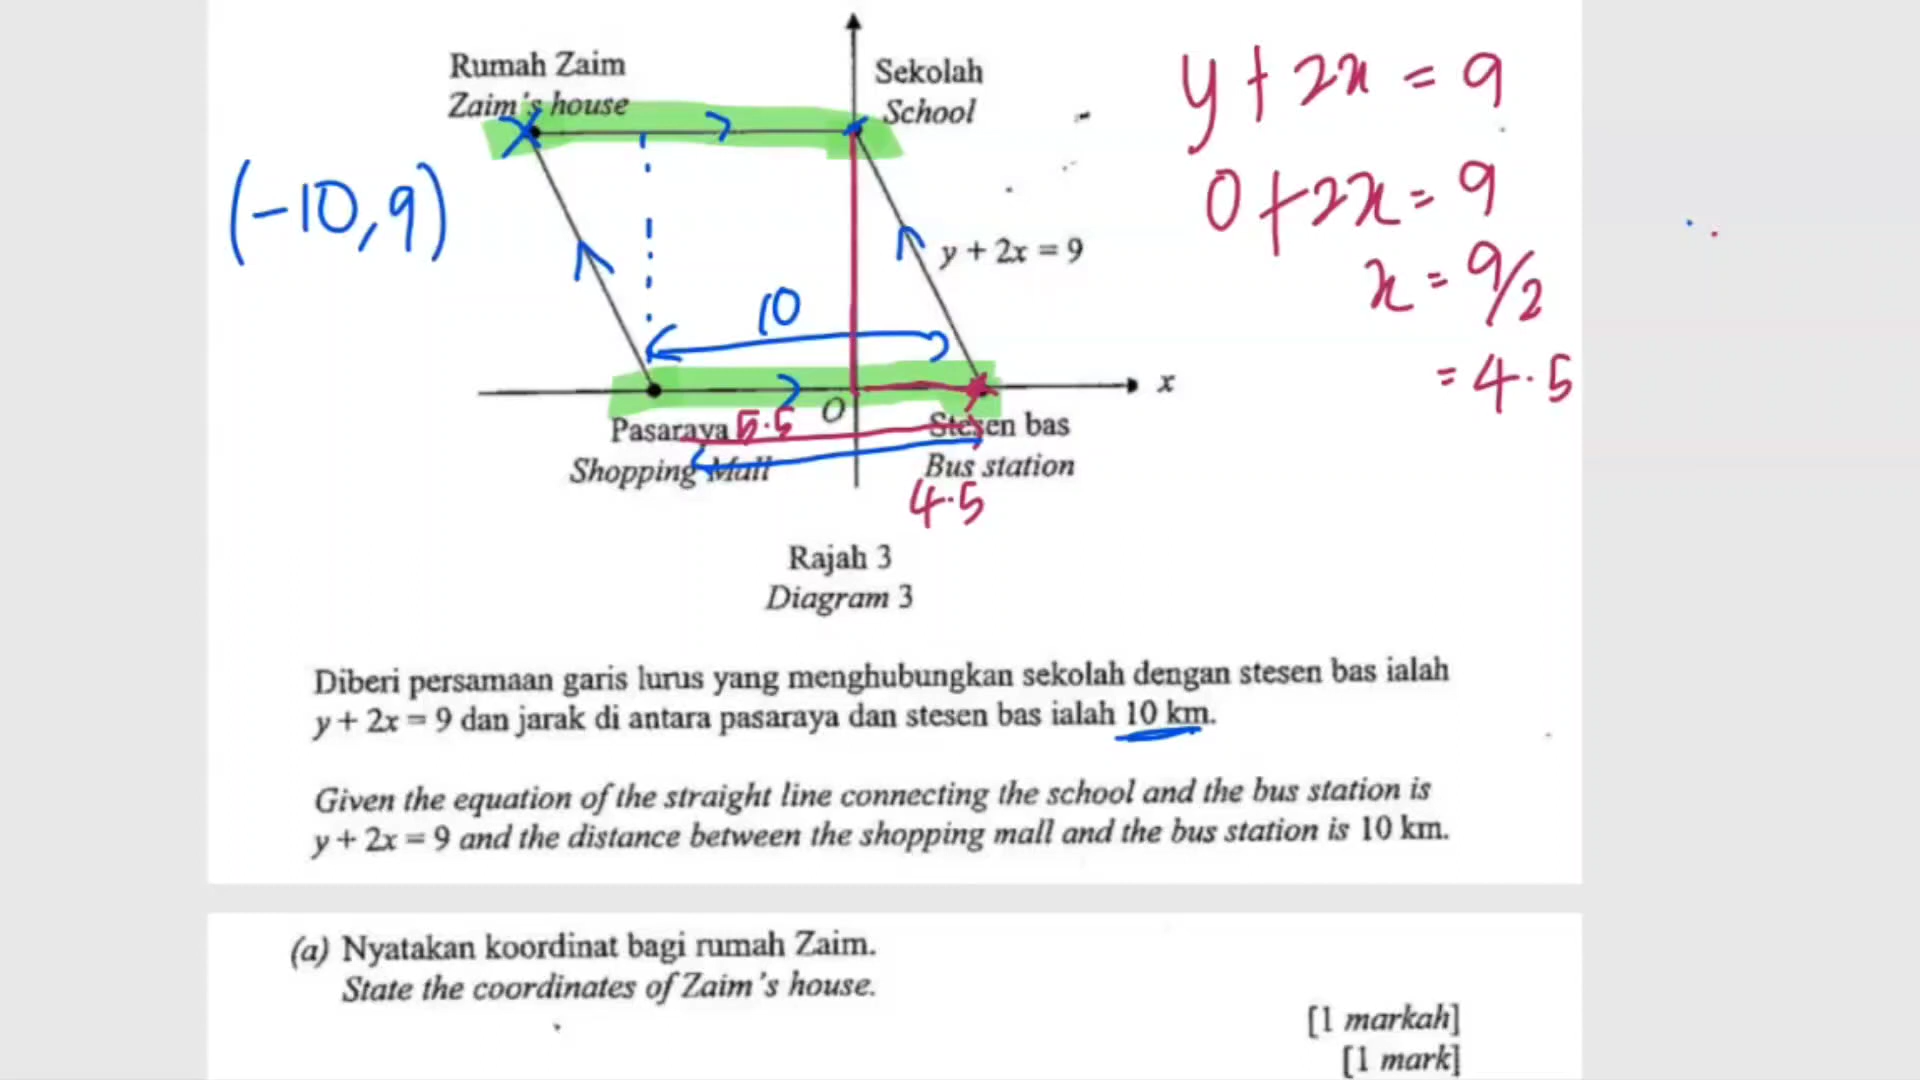 Rumah Zaim
Zaim's house
Sekolah
School
y + 2x = 9
0 + 2x = 9
x = 9/2
= 4.5
(-10,9)
y + 2x = 9
10
x
O
Pasaraya 5.5
Shopping Mall
Stesen bas
Bus station
4.5
Rajah 3
Diagram 3
Diberi persamaan garis lurus yang menghubungkan sekolah dengan stesen bas ialah
y + 2x = 9 dan jarak di antara pasaraya dan stesen bas ialah 10 km.
Given the equation of the straight line connecting the school and the bus station is
y + 2x = 9 and the distance between the shopping mall and the bus station is 10 km.
(a) Nyatakan koordinat bagi rumah Zaim.
State the coordinates of Zaim's house.
[1 markah]
[1 mark]